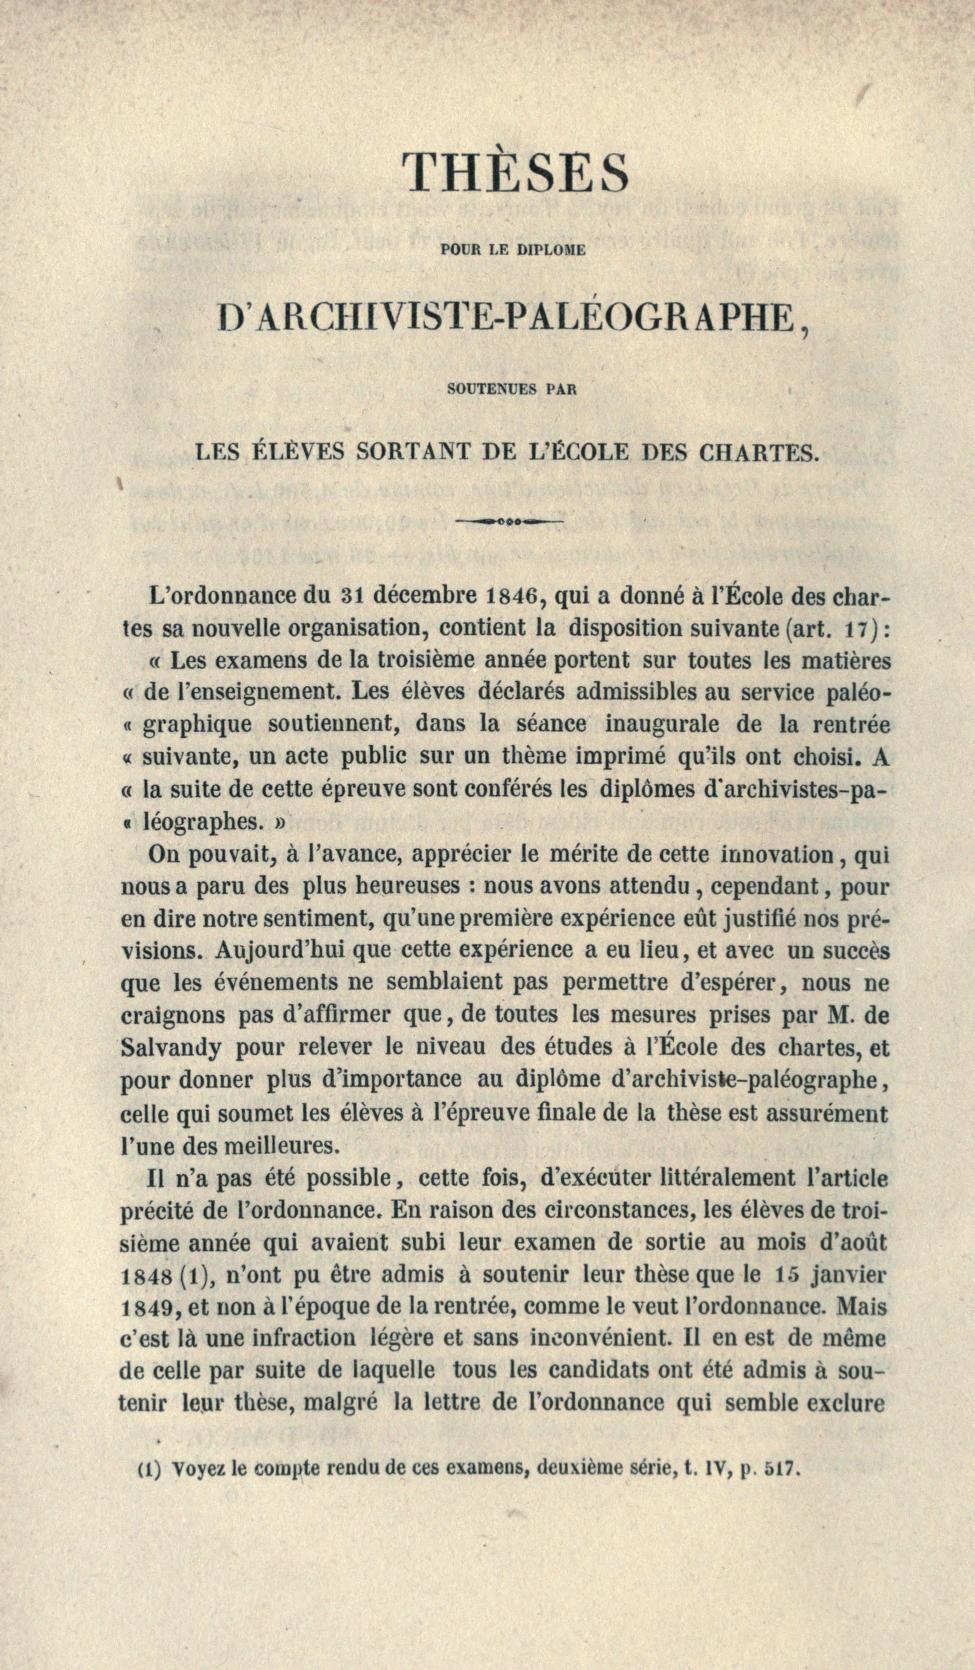 THÈSES
POUR LE DIPLOME
D'ARCHIVISTE-PALÉOGRAPHE,
SOUTENUES PAR
LES ÉLÈVES SORTANT DE L'ÉCOLE DES CHARTES.
L'ordonnance du 31 décembre 1846, qui a donné à l'École des char-
tes sa nouvelle organisation, contient la disposition suivante (art. 17) :
« Les examens de la troisième année portent sur toutes les matières
« de l'enseignement. Les élèves déclarés admissibles au service paléo-
« graphique soutiennent, dans la séance inaugurale de la rentrée
« suivante, un acte public sur un thème imprimé qu'ils ont choisi. A
« la suite de cette épreuve sont conférés les diplômes d'archivistes-pa-
« léographes. »
On pouvait, à l'avance, apprécier le mérite de cette innovation, qui
nous a paru des plus heureuses : nous avons attendu, cependant, pour
en dire notre sentiment, qu'une première expérience eût justifié nos pré-
visions. Aujourd'hui que cette expérience a eu lieu, et avec un succès
que les événements ne semblaient pas permettre d'espérer, nous ne
craignons pas d'affirmer que, de toutes les mesures prises par M. de
Salvandy pour relever le niveau des études à l'École des chartes, et
pour donner plus d'importance au diplôme d'archiviste-paléographe,
celle qui soumet les élèves à l'épreuve finale de la thèse est assurément
l'une des meilleures.
Il n'a pas été possible, cette fois, d'exécuter littéralement l'article
précité de l'ordonnance. En raison des circonstances, les élèves de troi-
sième année qui avaient subi leur examen de sortie au mois d'août
1848 (1), n'ont pu être admis à soutenir leur thèse que le 15 janvier
1849, et non à l'époque de la rentrée, comme le veut l'ordonnance. Mais
c'est là une infraction légère et sans inconvénient. Il en est de même
de celle par suite de laquelle tous les candidats ont été admis à sou-
tenir leur thèse, malgré la lettre de l'ordonnance qui semble exclure
(1) Voyez le compte rendu de ces examens, deuxième série, t. IV, p. 517.